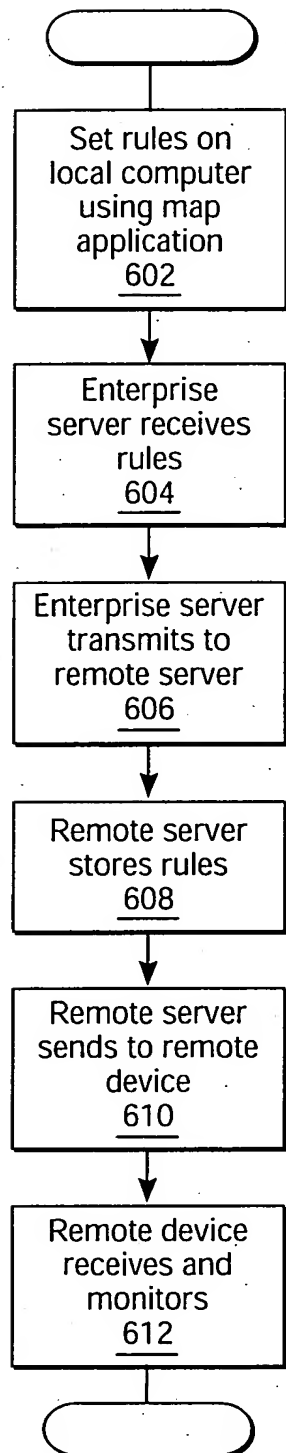 Set rules on
local computer
using map
application
602
Enterprise
server receives
rules
604
Enterprise server
transmits to
remote server
606
Remote server
stores rules
608
Remote server
sends to remote
device
610
Remote device
receives and
monitors
612